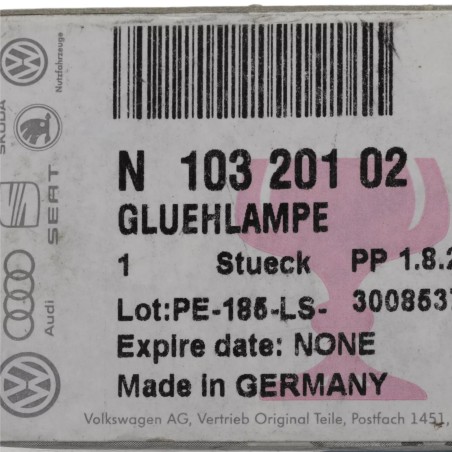 N 103 201 02
GLUEHLAMPE
1 Stueck PP 1.8.2
Lot:PE-185-LS- 3008537
Expire date: NONE
Made in GERMANY
Volkswagen AG, Vertrieb Original Teile, Postfach 1451,
Nutzfahrzeuge
SKODA
SEAT
Audi